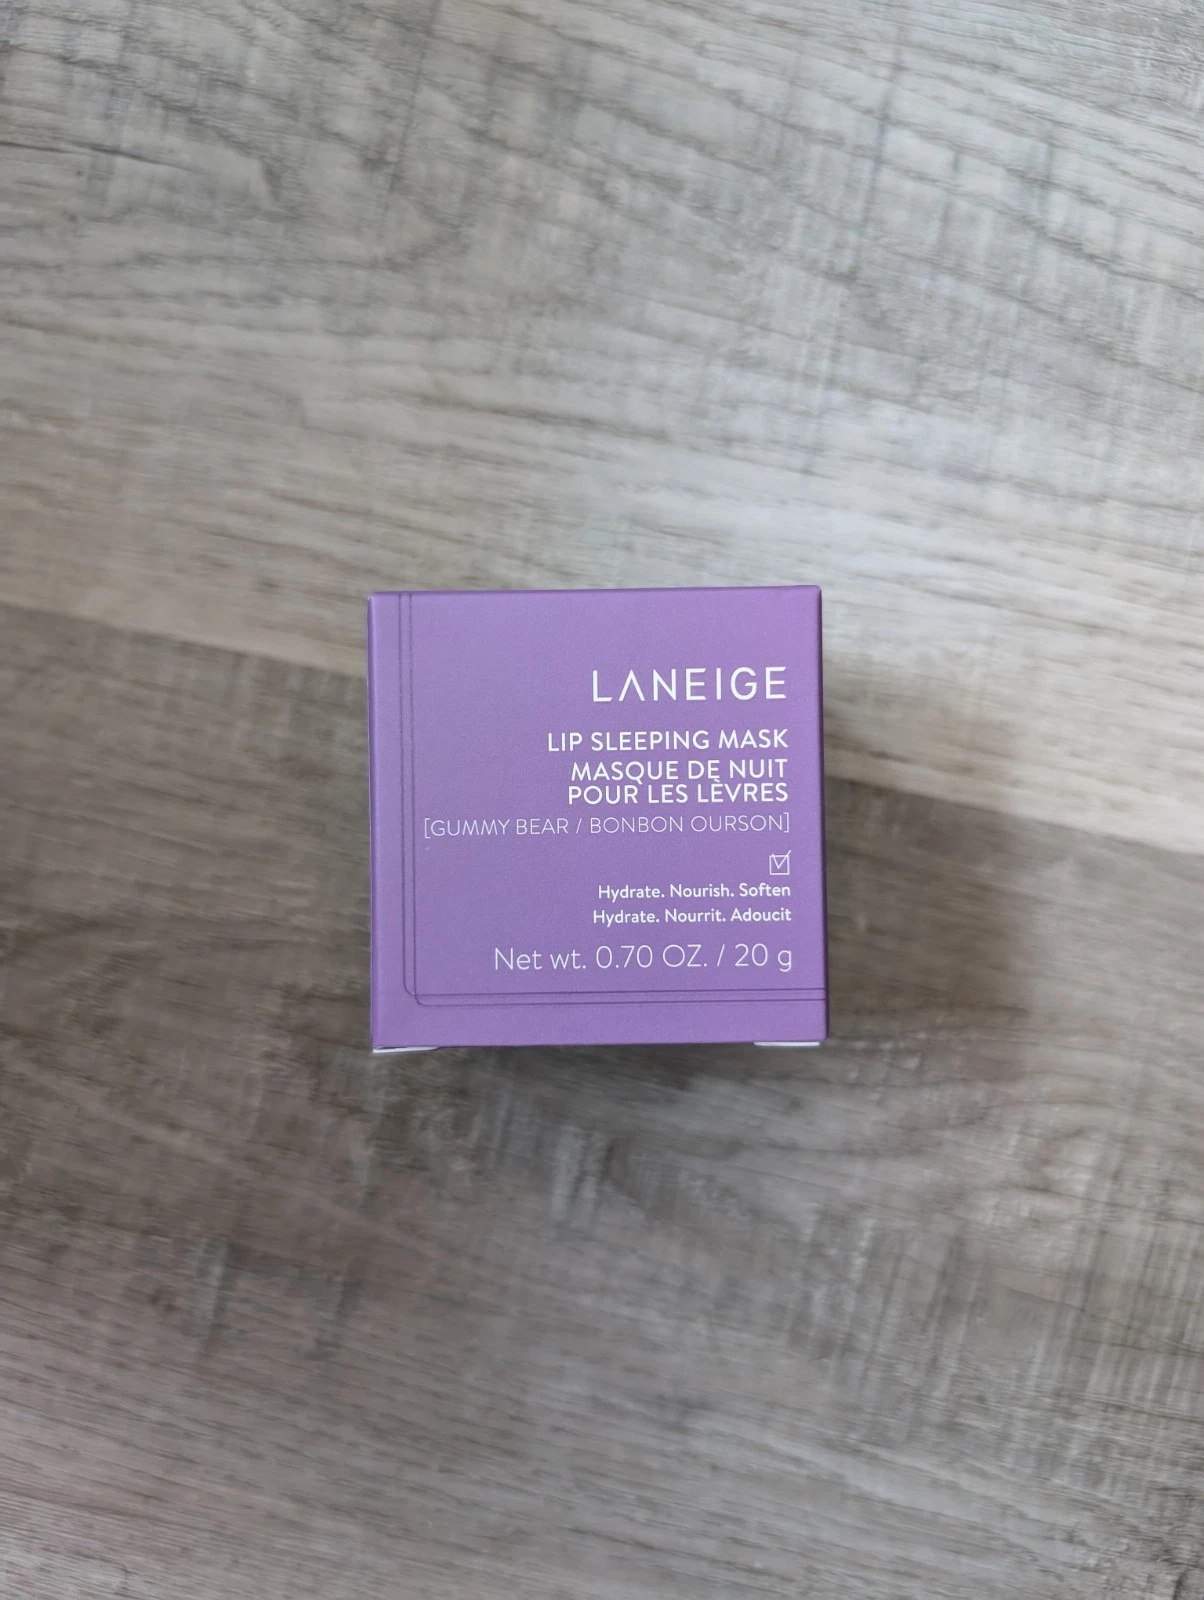 LANEIGE
LIP SLEEPING MASK
MASQUE DE NUIT
POUR LES LÈVRES
[GUMMY BEAR / BONBON OURSON]
Hydrate. Nourish. Soften
Hydrate. Nourrit. Adoucit
Net wt. 0.70 OZ. / 20 g